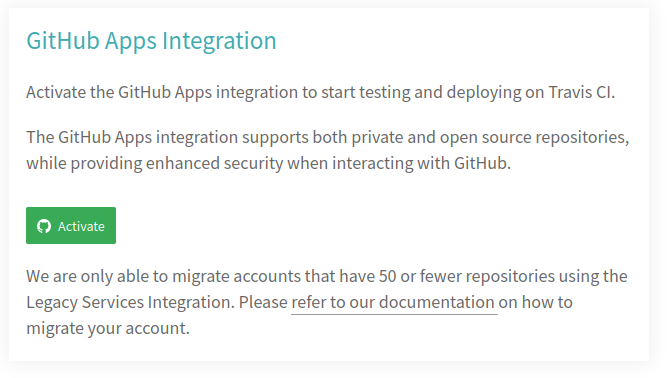 GitHub Apps Integration
Activate the GitHub Apps integration to start testing and deploying on Travis CI.
The GitHub Apps integration supports both private and open source repositories,
while providing enhanced security when interacting with GitHub.
Activate
We are only able to migrate accounts that have 50 or fewer repositories using the
Legacy Services Integration. Please refer to our documentation on how to
migrate your account.